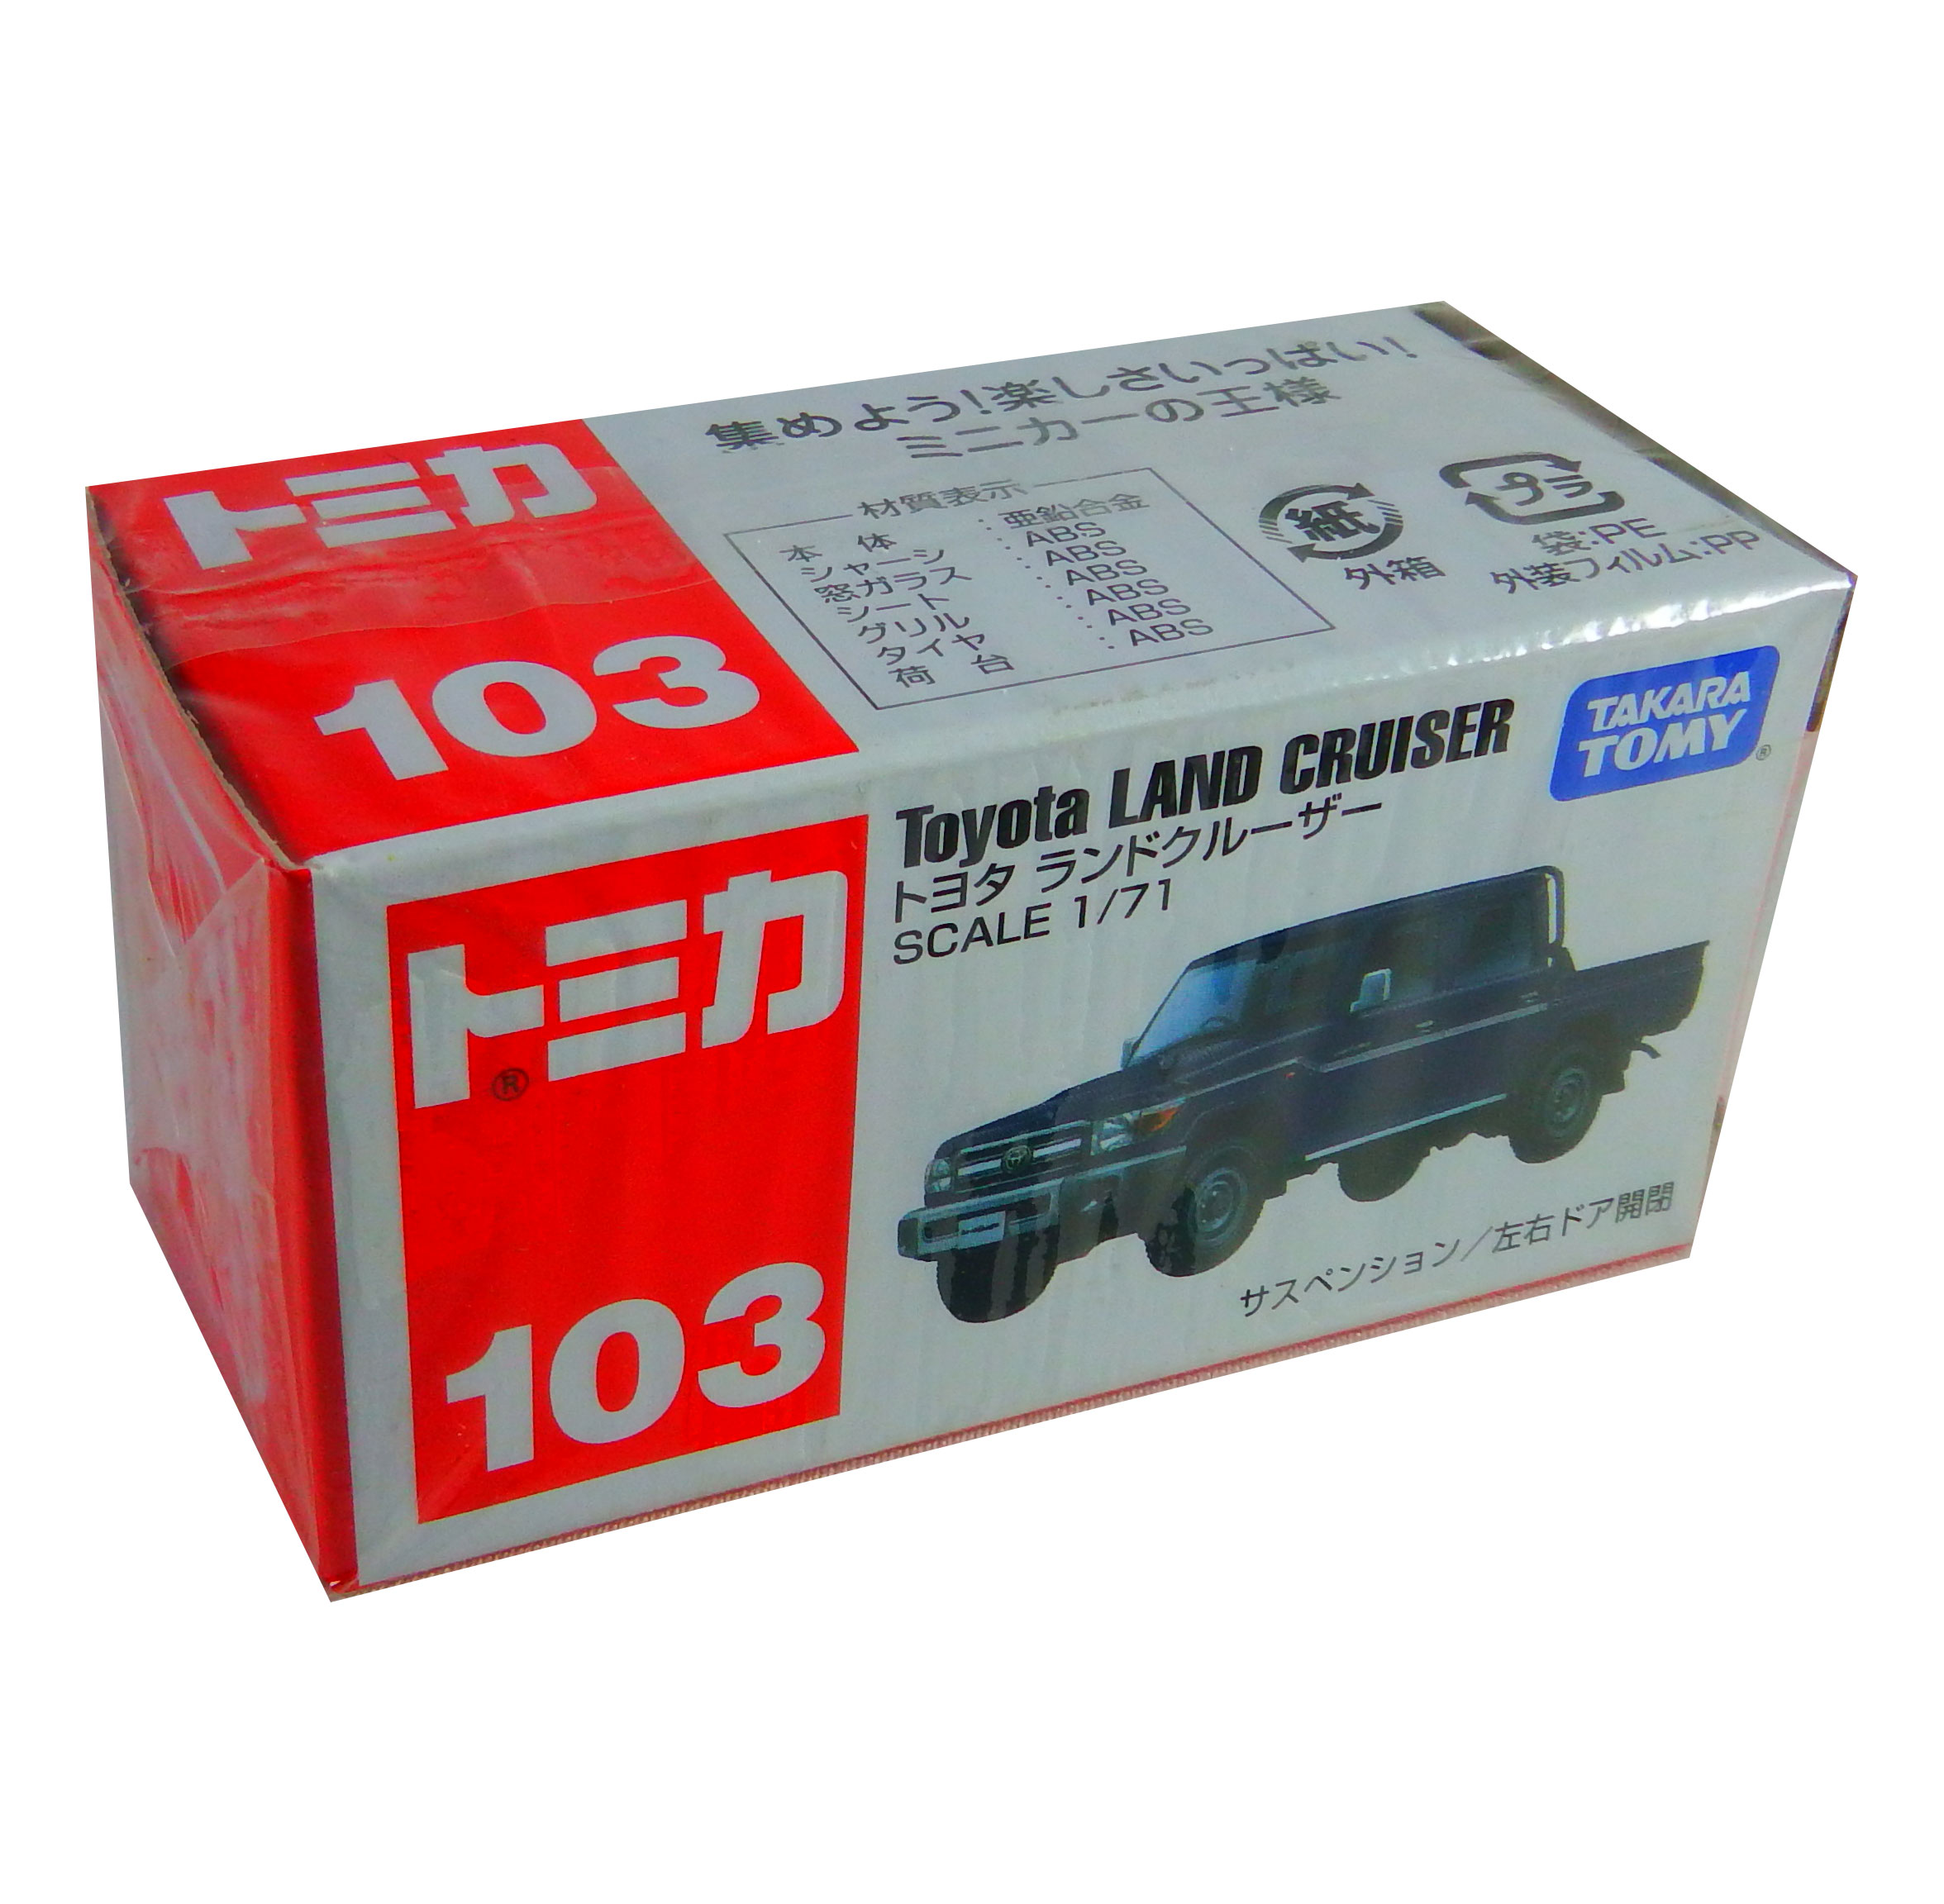 トミカ
103
集めよう!楽しさいっぱい!
ミニカーの王様
材質表示
本体:亜鉛合金
シャーシ:ABS
窓ガラス:ABS
シート:ABS
グリル:ABS
タイヤ:ABS
荷台:ABS
紙
外箱
プラ
袋:PE
外装フィルム:PP
トミカ®
103
Toyota LAND CRUISER
トヨタ ランドクルーザー
SCALE 1/71
TAKARA
TOMY®
サスペンション/左右ドア開閉